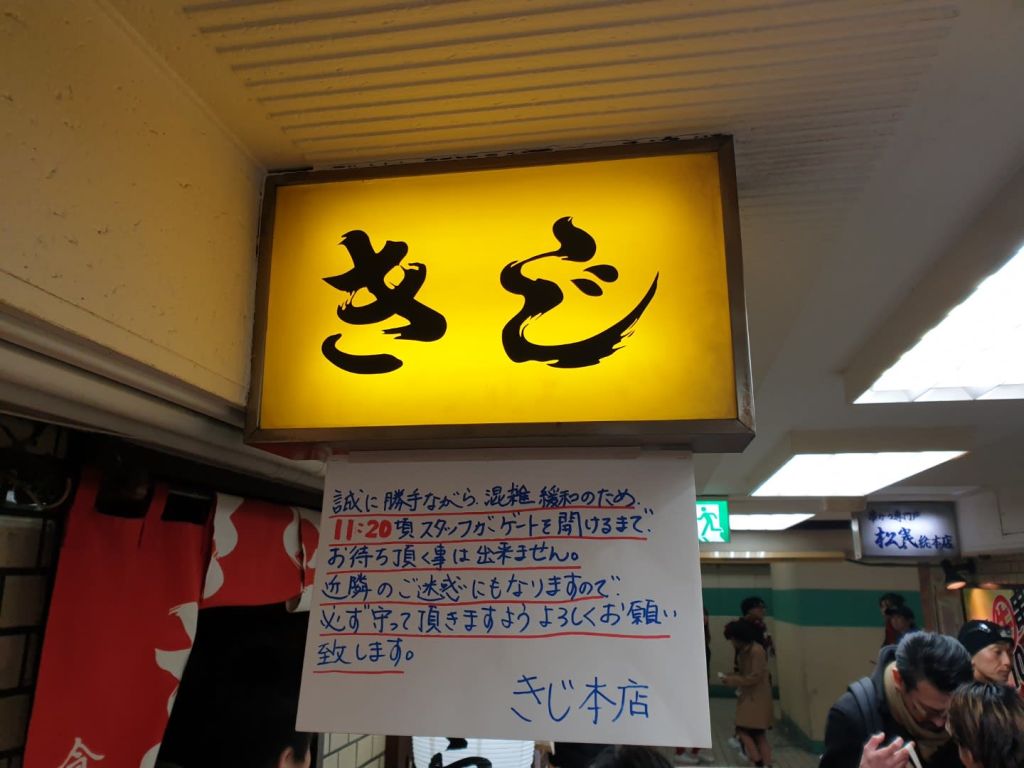 きじ
誠に勝手ながら、混雑緩和のため、
11:20頃スタッフがゲートを開けるまで、
お待ち頂く事は出来ません。
近隣のご迷惑にもなりますので、
必ず守って頂きますようよろしくお願い
致します。
きじ本店
松葉総本店